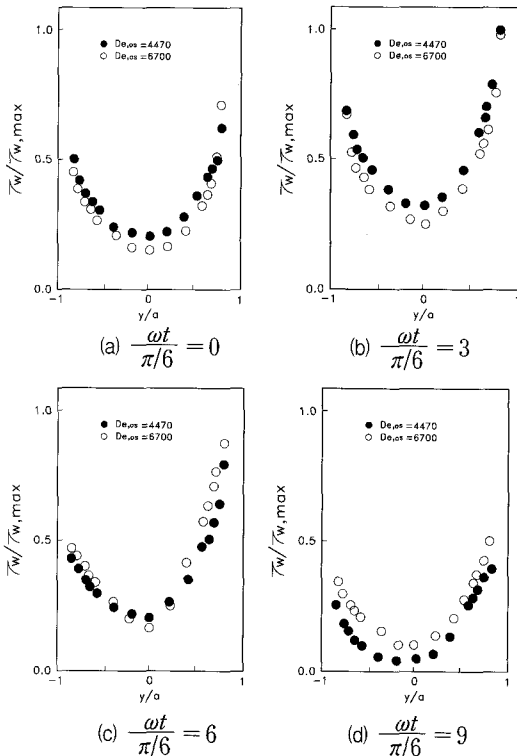 1.0
● De,os=4470
○ De,os=6700
τw/τw,max
0.5
0.0
-1 0 1
y/a
(a) ωt/π/6 = 0
1.0
● De,os=4470
○ De,os=6700
τw/τw,max
0.5
0.0
-1 0 1
y/a
(b) ωt/π/6 = 3
1.0
● De,os=4470
○ De,os=6700
τw/τw,max
0.5
0.0
-1 0 1
y/a
(c) ωt/π/6 = 6
1.0
● De,os=4470
○ De,os=6700
τw/τw,max
0.5
0.0
-1 0 1
y/a
(d) ωt/π/6 = 9